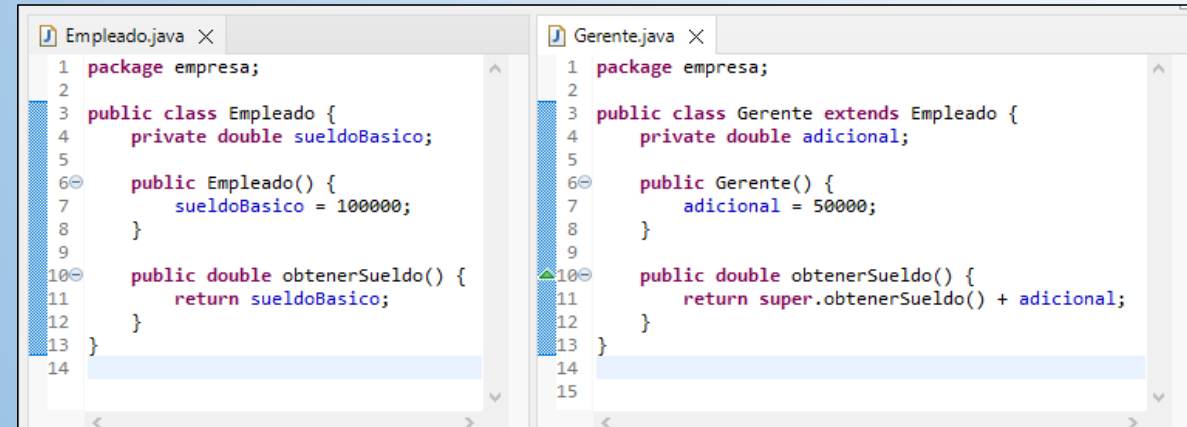 Empleado.java
1 package empresa;
2
3 public class Empleado {
4 private double sueldoBasico;
5
6 public Empleado() {
7 sueldoBasico = 100000;
8 }
9
10 public double obtenerSueldo() {
11 return sueldoBasico;
12 }
13 }
14
Gerente.java
1 package empresa;
2
3 public class Gerente extends Empleado {
4 private double adicional;
5
6 public Gerente() {
7 adicional = 50000;
8 }
9
10 public double obtenerSueldo() {
11 return super.obtenerSueldo() + adicional;
12 }
13 }
14
15